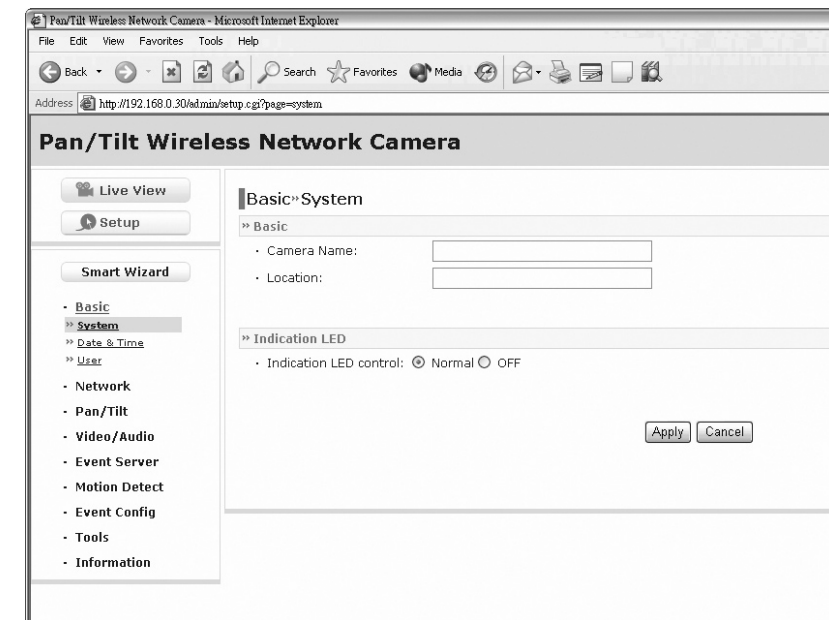 Pan/Tilt Wireless Network Camera - Microsoft Internet Explorer
File Edit View Favorites Tools Help
Back Search Favorites Media
Address http://192.168.0.30/admin/setup.cgi?page=system
Pan/Tilt Wireless Network Camera
Live View
Setup
Smart Wizard
· Basic
» System
» Date & Time
» User
· Network
· Pan/Tilt
· Video/Audio
· Event Server
· Motion Detect
· Event Config
· Tools
· Information
Basic»System
» Basic
· Camera Name:
· Location:
» Indication LED
· Indication LED control: Normal OFF
Apply Cancel